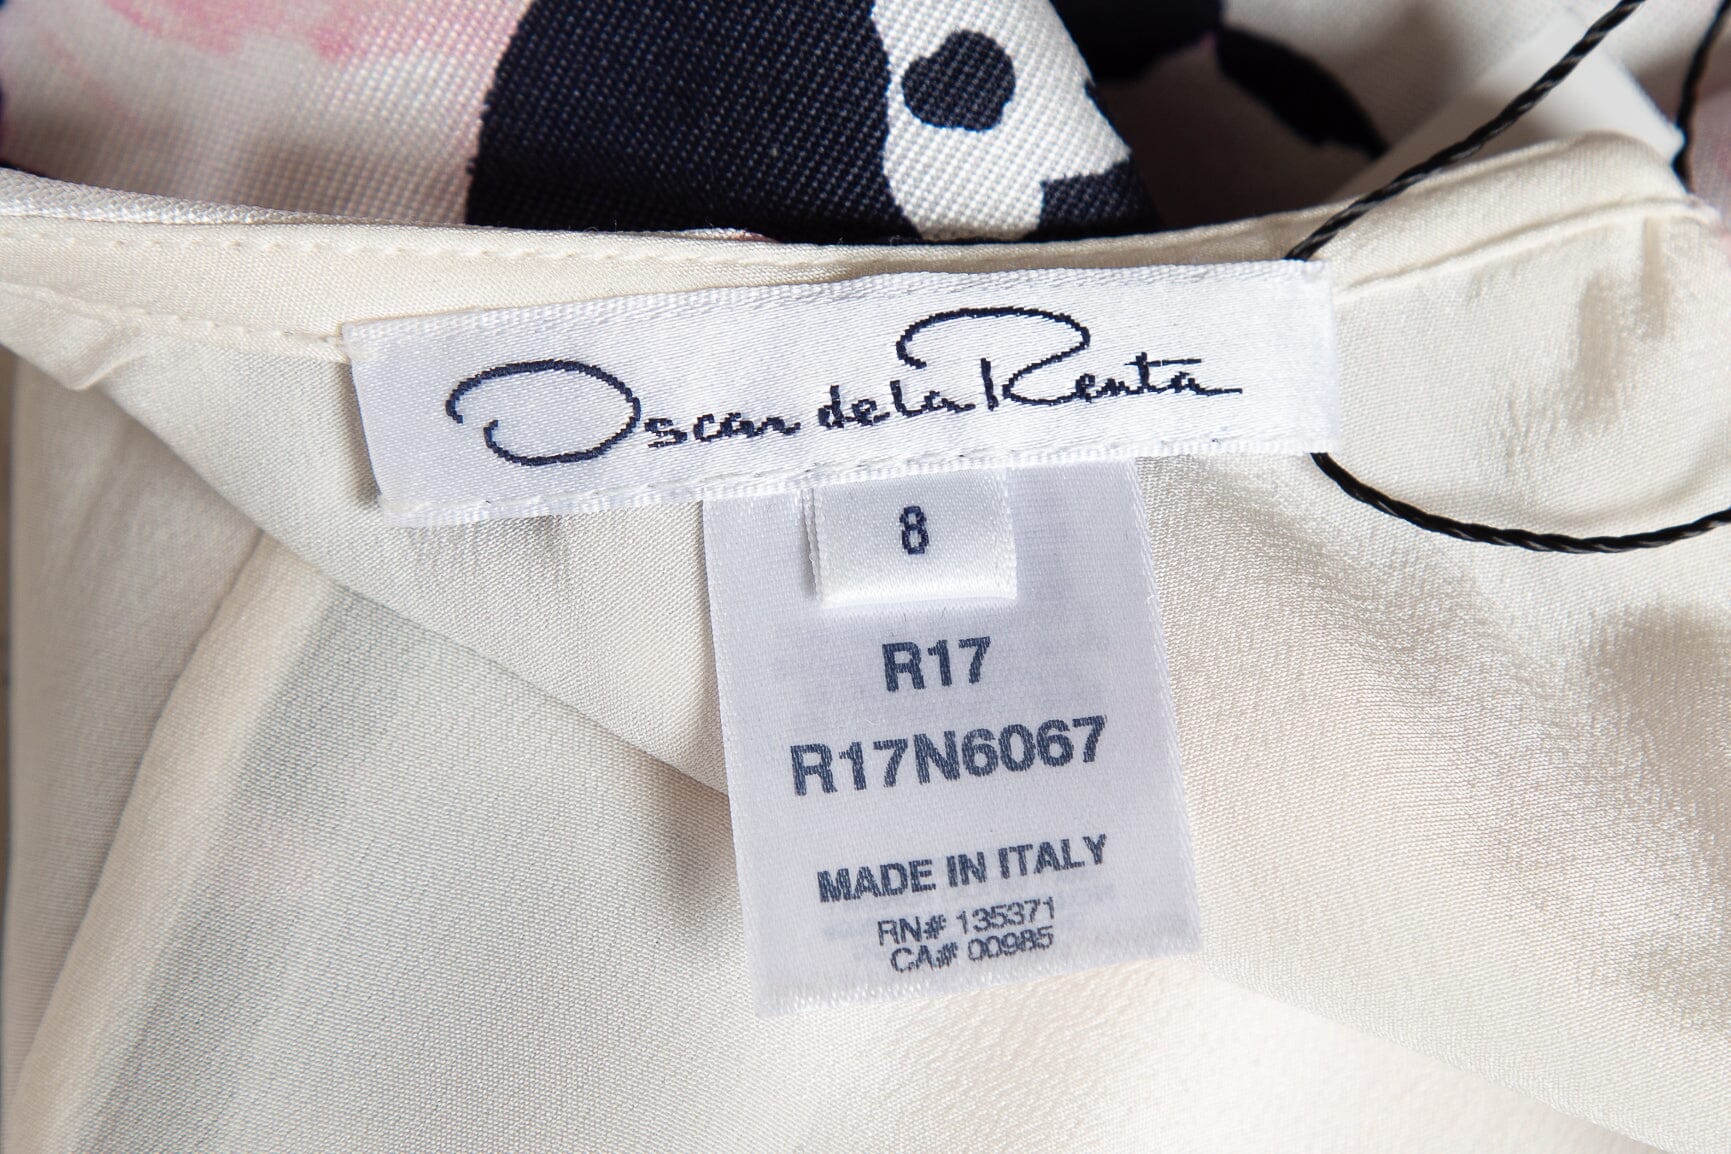 Oscar de la Renta
8
R17
R17N6067
MADE IN ITALY
RN# 135371
CA# 00985